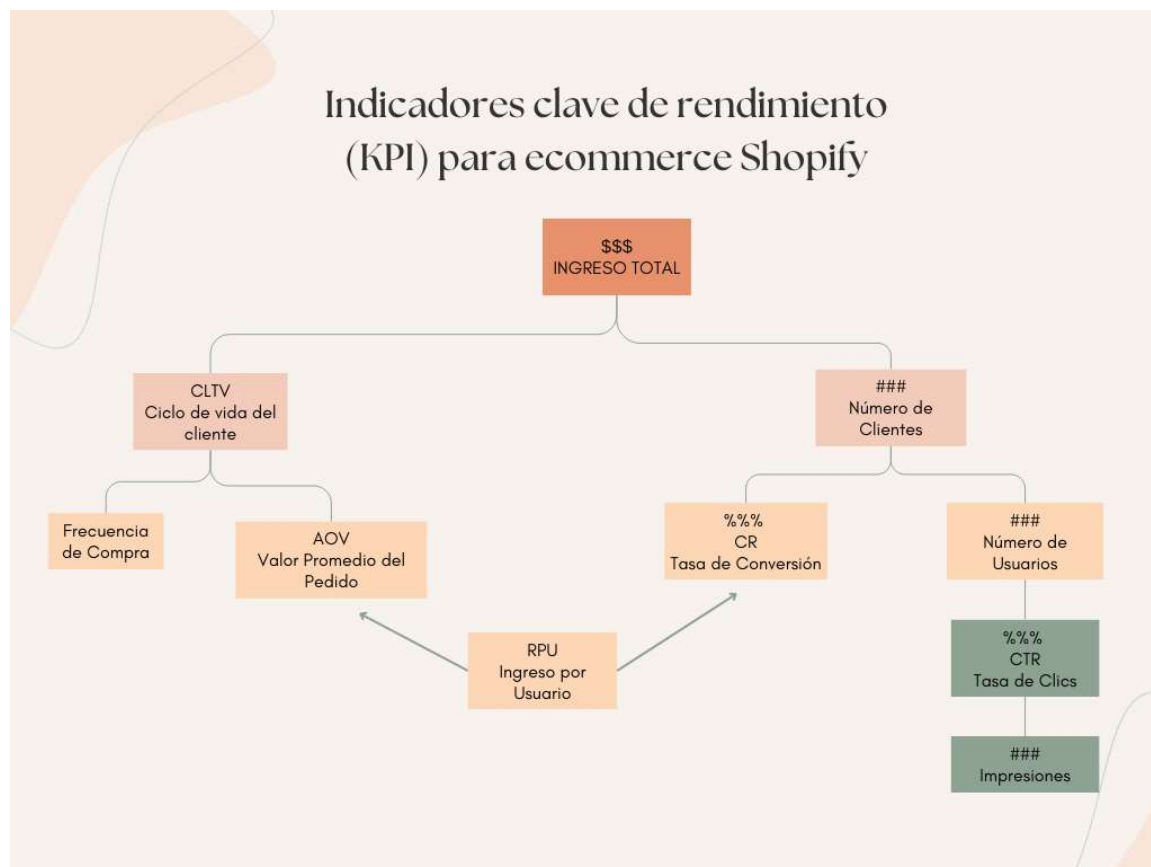 Indicadores clave de rendimiento
(KPI) para ecommerce Shopify
$$$
INGRESO TOTAL
CLTV
Ciclo de vida del
cliente
###
Número de
Clientes
Frecuencia
de Compra
AOV
Valor Promedio del
Pedido
%%%
CR
Tasa de Conversión
###
Número de
Usuarios
RPU
Ingreso por
Usuario
%%%
CTR
Tasa de Clics
###
Impresiones